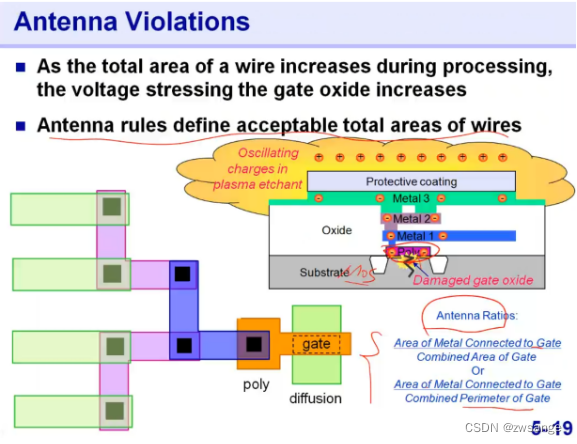 Antenna Violations
As the total area of a wire increases during processing,
the voltage stressing the gate oxide increases
Antenna rules define acceptable total areas of wires
Oscillating
charges in
plasma etchant
Protective coating
Metal 3
Metal 2
Oxide
Metal 1
Poly
Substrate
Damaged gate oxide
gate
poly
diffusion
Antenna Ratios:
Area of Metal Connected to Gate
Combined Area of Gate
Or
Area of Metal Connected to Gate
Combined Perimeter of Gate
CSDN @zwsange
5-19